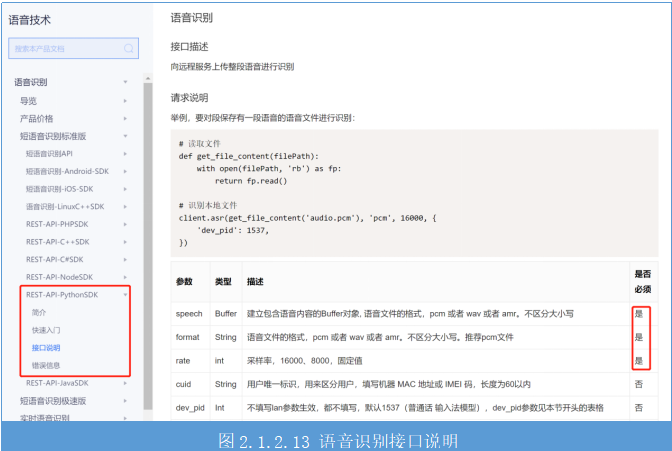 语音技术
搜索本产品文档
语音识别
导览
产品价格
短语音识别标准版
短语音识别API
短语音识别-Android-SDK
短语音识别-iOS-SDK
语音识别-LinuxC++SDK
REST-API-PHPSDK
REST-API-C++SDK
REST-API-C#SDK
REST-API-NodeSDK
REST-API-PythonSDK
简介
快速入门
接口说明
错误信息
REST-API-JavaSDK
短语音识别极速版
实时语音识别
语音识别
接口描述
向远程服务上传整段语音进行识别
请求说明
举例，要对段保存有一段语音的语音文件进行识别：
# 读取文件
def get_file_content(filePath):
with open(filePath, 'rb') as fp:
return fp.read()
# 识别本地文件
client.asr(get_file_content('audio.pcm'), 'pcm', 16000, {
'dev_pid': 1537,
})
参数 类型 描述 是否必须
speech Buffer 建立包含语音内容的Buffer对象, 语音文件的格式，pcm 或者 wav 或者 amr。不区分大小写 是
format String 语音文件的格式，pcm 或者 wav 或者 amr。不区分大小写。推荐pcm文件 是
rate int 采样率，16000、8000，固定值 是
cuid String 用户唯一标识，用来区分用户，填写机器 MAC 地址或 IMEI 码，长度为60以内 否
dev_pid Int 不填写lan参数生效，都不填写，默认1537（普通话 输入法模型），dev_pid参数见本节开头的表格 否
图 2.1.2.13 语音识别接口说明